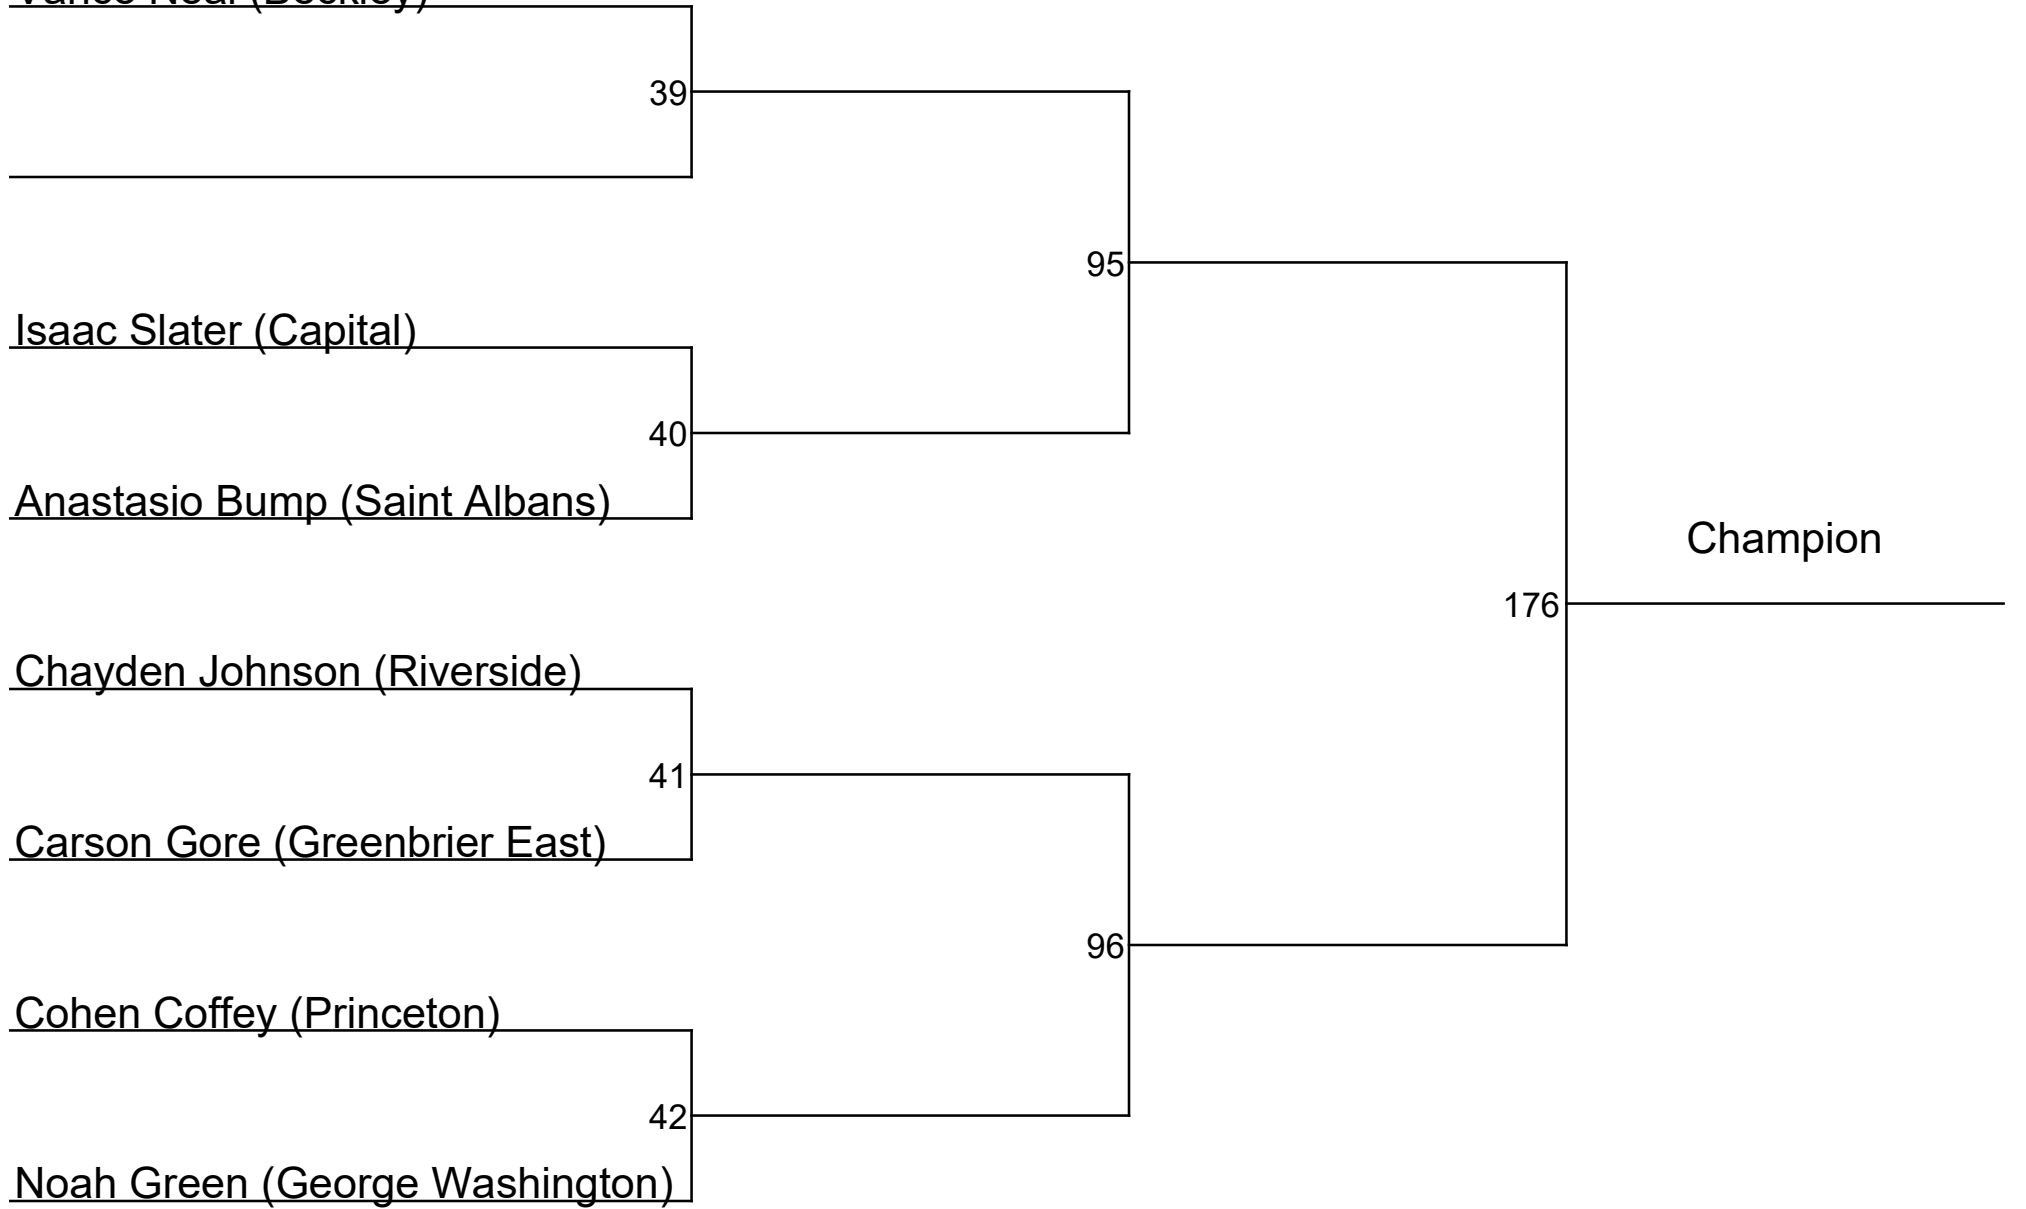 39
95
Isaac Slater (Capital)
40
Anastasio Bump (Saint Albans)
Champion
176
Chayden Johnson (Riverside)
41
Carson Gore (Greenbrier East)
96
Cohen Coffey (Princeton)
42
Noah Green (George Washington)